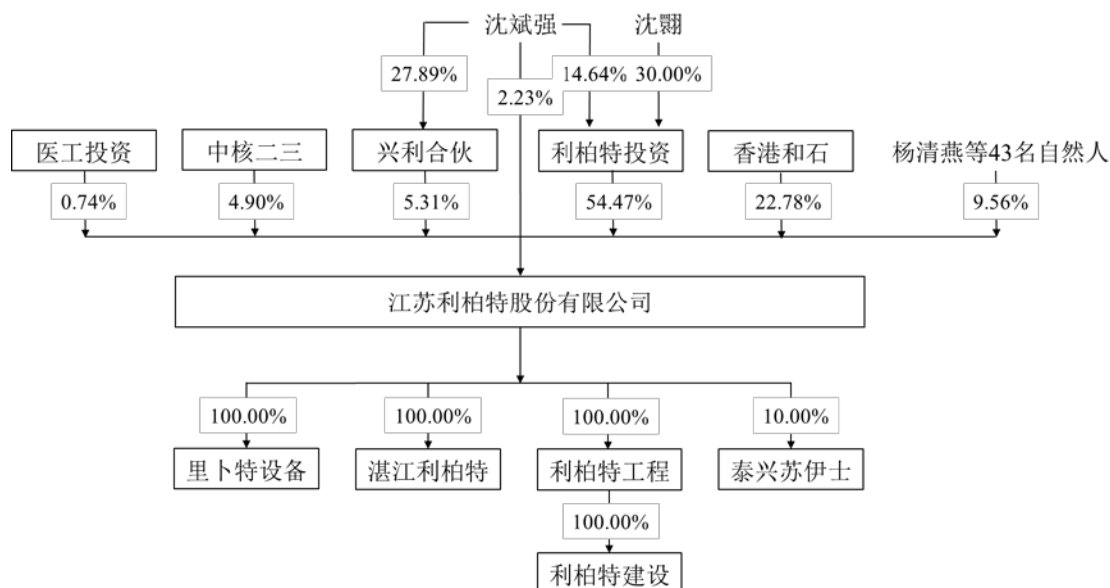 沈斌强
沈翾
27.89%
2.23%
14.64%
30.00%
医工投资
中核二三
兴利合伙
利柏特投资
香港和石
杨清燕等43名自然人
0.74%
4.90%
5.31%
54.47%
22.78%
9.56%
江苏利柏特股份有限公司
100.00%
100.00%
100.00%
10.00%
里卜特设备
湛江利柏特
利柏特工程
泰兴苏伊士
100.00%
利柏特建设